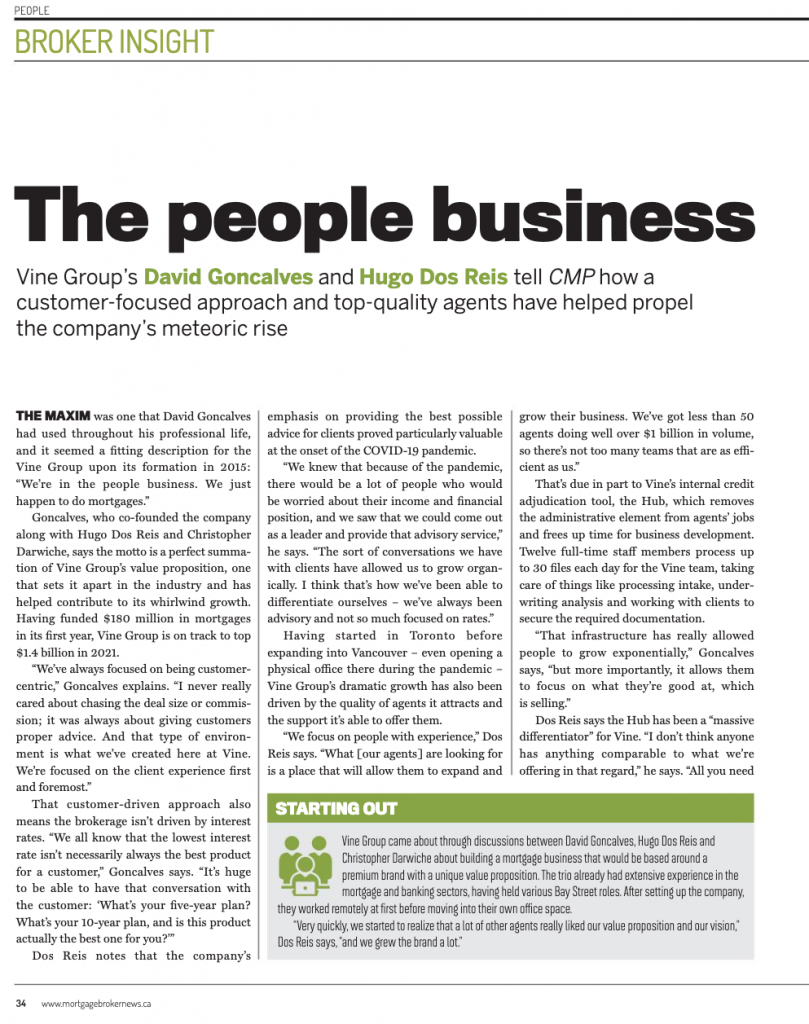 PEOPLE
BROKER INSIGHT
The people business
Vine Group's David Goncalves and Hugo Dos Reis tell CMP how a
customer-focused approach and top-quality agents have helped propel
the company's meteoric rise
THE MAXIM was one that David Goncalves
had used throughout his professional life,
and it seemed a fitting description for the
Vine Group upon its formation in 2015:
“We're in the people business. We just
happen to do mortgages.”
Goncalves, who co-founded the company
along with Hugo Dos Reis and Christopher
Darwiche, says the motto is a perfect summa-
tion of Vine Group's value proposition, one
that sets it apart in the industry and has
helped contribute to its whirlwind growth.
Having funded $180 million in mortgages
in its first year, Vine Group is on track to top
$1.4 billion in 2021.
“We've always focused on being customer-
centric,” Goncalves explains. “I never really
cared about chasing the deal size or commis-
sion; it was always about giving customers
proper advice. And that type of environ-
ment is what we've created here at Vine.
We're focused on the client experience first
and foremost.”
That customer-driven approach also
means the brokerage isn't driven by interest
rates. “We all know that the lowest interest
rate isn't necessarily always the best product
for a customer,” Goncalves says. “It's huge
to be able to have that conversation with
the customer: ‘What's your five-year plan?
What's your 10-year plan, and is this product
actually the best one for you?’”
Dos Reis notes that the company's
emphasis on providing the best possible
advice for clients proved particularly valuable
at the onset of the COVID-19 pandemic.
“We knew that because of the pandemic,
there would be a lot of people who would
be worried about their income and financial
position, and we saw that we could come out
as a leader and provide that advisory service,”
he says. “The sort of conversations we have
with clients have allowed us to grow organ-
ically. I think that's how we've been able to
differentiate ourselves – we've always been
advisory and not so much focused on rates.”
Having started in Toronto before
expanding into Vancouver – even opening a
physical office there during the pandemic –
Vine Group's dramatic growth has also been
driven by the quality of agents it attracts and
the support it's able to offer them.
“We focus on people with experience,” Dos
Reis says. “What [our agents] are looking for
is a place that will allow them to expand and
grow their business. We've got less than 50
agents doing well over $1 billion in volume,
so there's not too many teams that are as effi-
cient as us.”
That's due in part to Vine's internal credit
adjudication tool, the Hub, which removes
the administrative element from agents' jobs
and frees up time for business development.
Twelve full-time staff members process up
to 30 files each day for the Vine team, taking
care of things like processing intake, under-
writing analysis and working with clients to
secure the required documentation.
“That infrastructure has really allowed
people to grow exponentially,” Goncalves
says, “but more importantly, it allows them
to focus on what they're good at, which
is selling.”
Dos Reis says the Hub has been a “massive
differentiator” for Vine. “I don't think anyone
has anything comparable to what we're
offering in that regard,” he says. “All you need
STARTING OUT
Vine Group came about through discussions between David Goncalves, Hugo Dos Reis and
Christopher Darwiche about building a mortgage business that would be based around a
premium brand with a unique value proposition. The trio already had extensive experience in the
mortgage and banking sectors, having held various Bay Street roles. After setting up the company,
they worked remotely at first before moving into their own office space.
“Very quickly, we started to realize that a lot of other agents really liked our value proposition and our vision,”
Dos Reis says, “and we grew the brand a lot.”
34 www.mortgagebrokernews.ca